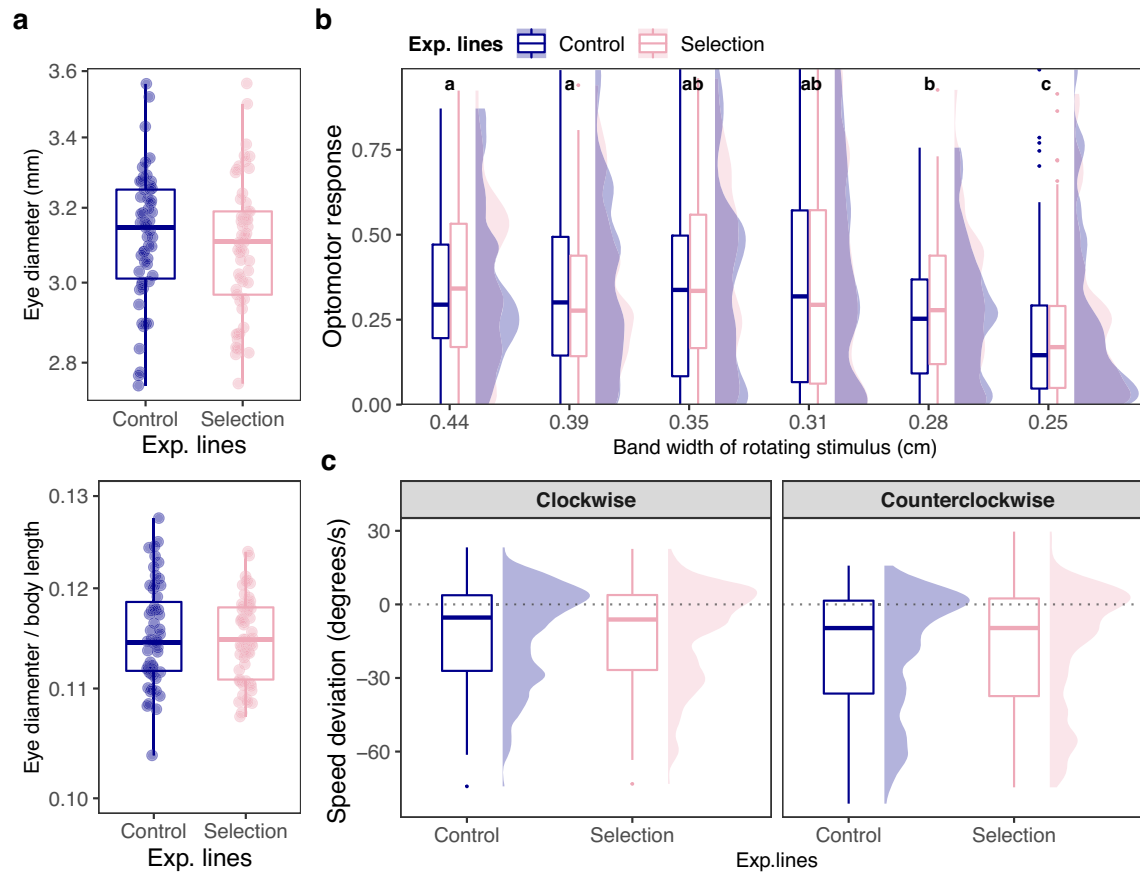 a
3.6
3.4
3.2
3.0
2.8
Eye diameter (mm)
Control Selection
Exp. lines
0.13
0.12
0.11
0.10
Eye diamenter / body length
Control Selection
Exp. lines
b
Exp. lines Control Selection
a a ab ab b c
0.75
0.50
0.25
0.00
Optomotor response
0.44 0.39 0.35 0.31 0.28 0.25
Band width of rotating stimulus (cm)
c
Clockwise Counterclockwise
30
0
−30
−60
Speed deviation (degrees/s)
Control Selection Control Selection
Exp.lines